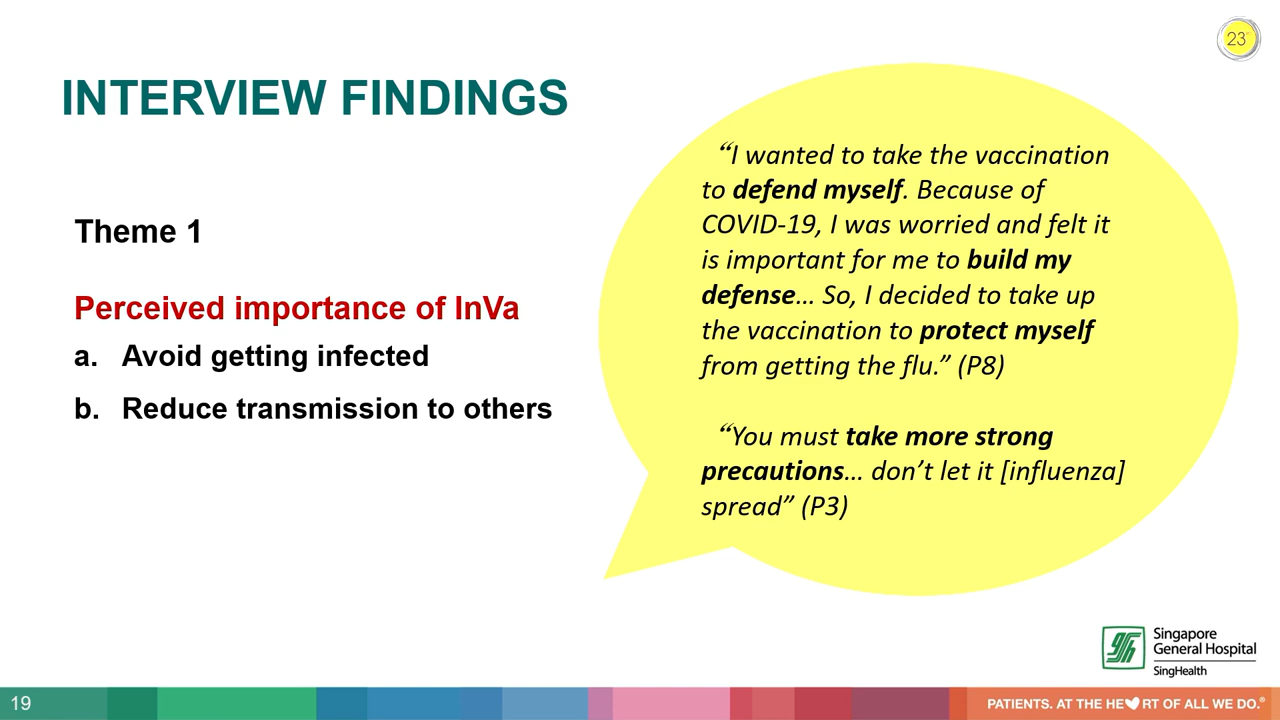 23
INTERVIEW FINDINGS
Theme 1
Perceived importance of InVa
a. Avoid getting infected
b. Reduce transmission to others
“I wanted to take the vaccination
to defend myself. Because of
COVID-19, I was worried and felt it
is important for me to build my
defense… So, I decided to take up
the vaccination to protect myself
from getting the flu.” (P8)
“You must take more strong
precautions… don’t let it [influenza]
spread” (P3)
Singapore
General Hospital
SingHealth
19
PATIENTS. AT THE HE RT OF ALL WE DO.®